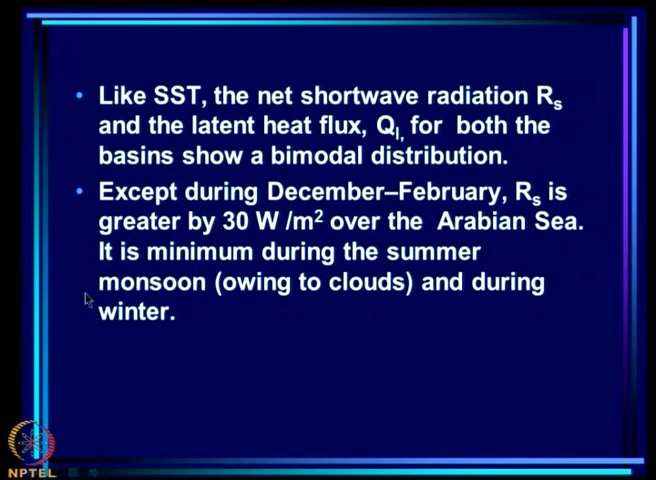 • Like SST, the net shortwave radiation Rs
and the latent heat flux, Ql, for both the
basins show a bimodal distribution.
• Except during December–February, Rs is
greater by 30 W /m² over the Arabian Sea.
It is minimum during the summer
monsoon (owing to clouds) and during
winter.
NPTEL